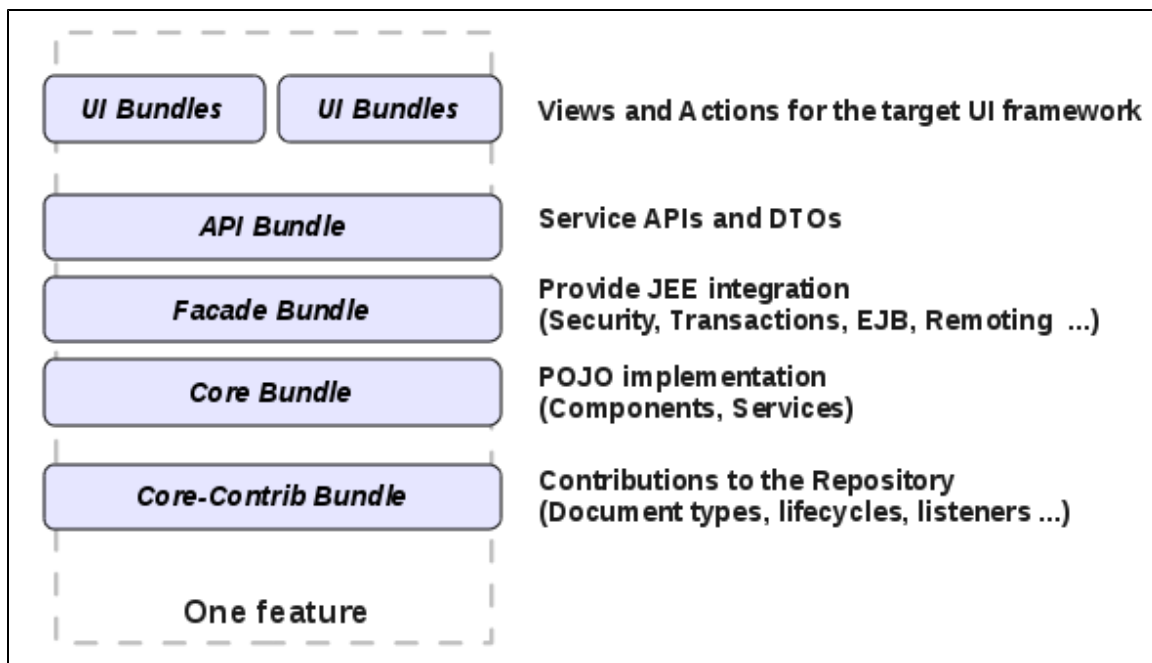 UI Bundles
UI Bundles
Views and Actions for the target UI framework
API Bundle
Service APIs and DTOs
Facade Bundle
Provide JEE integration
(Security, Transactions, EJB, Remoting ...)
Core Bundle
POJO implementation
(Components, Services)
Core-Contrib Bundle
Contributions to the Repository
(Document types, lifecycles, listeners ...)
One feature